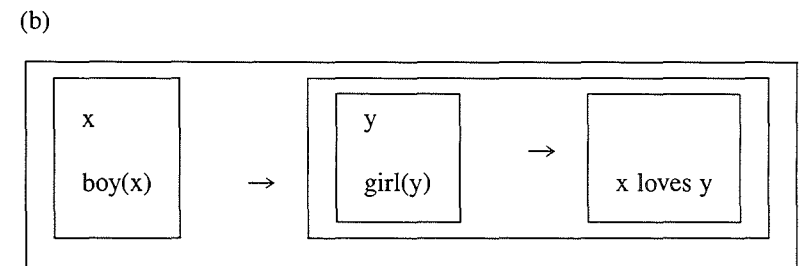 (b)
x y
→
boy(x) → girl(y) x loves y